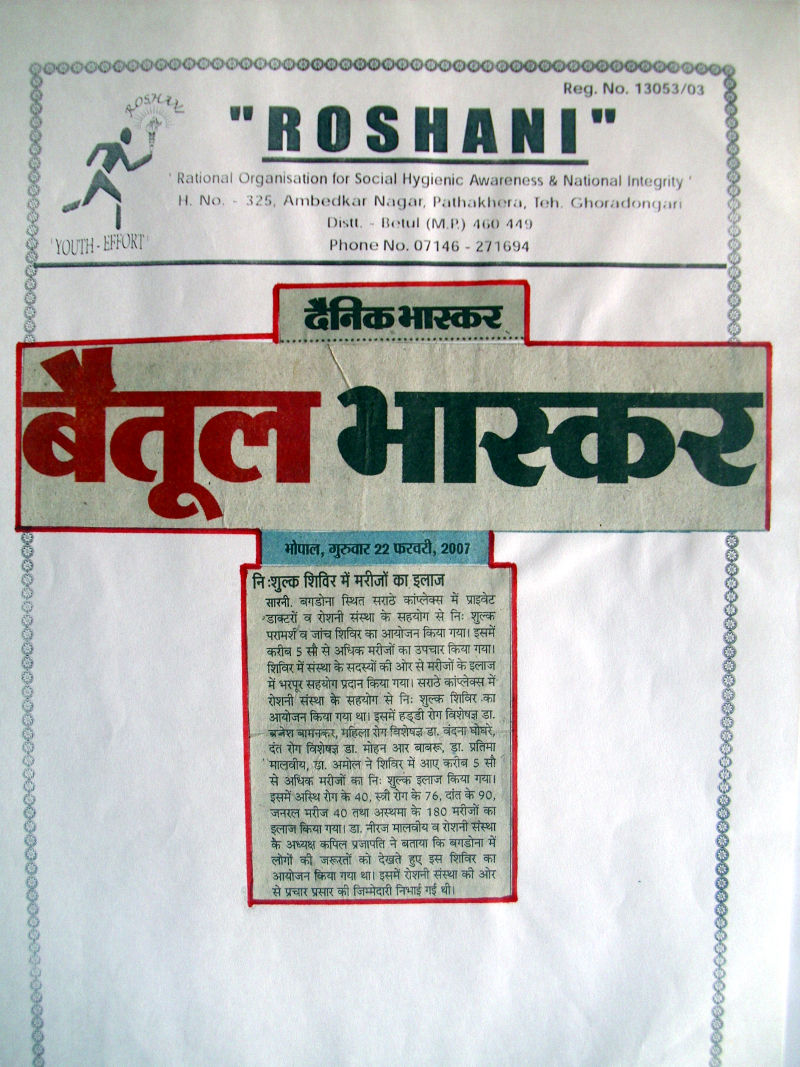 Reg. No. 13053/03
ROSHANI
"ROSHANI"
' Rational Organisation for Social Hygienic Awareness & National Integrity '
H. No. - 325, Ambedkar Nagar, Pathakhera, Teh. Ghoradongari
Distt. - Betul (M.P.) 460 449
'YOUTH - EFFORT'
Phone No. 07146 - 271694
दैनिक भास्कर
बैतूल भास्कर
भोपाल, गुरुवार 22 फरवरी, 2007
निःशुल्क शिविर में मरीजों का इलाज
सारनी. बगडोना स्थित सराठे कांप्लेक्स में प्राइवेट
डाक्टरों व रोशनी संस्था के सहयोग से निः शुल्क
परामर्श व जांच शिविर का आयोजन किया गया। इसमें
करीब 5 सौ से अधिक मरीजों का उपचार किया गया।
शिविर में संस्था के सदस्यों की ओर से मरीजों के इलाज
में भरपूर सहयोग प्रदान किया गया। सराठे कांप्लेक्स में
रोशनी संस्था के सहयोग से निः शुल्क शिविर का
आयोजन किया गया था। इसमें हड्डी रोग विशेषज्ञ डा.
बामनकर, महिला रोग विशेषज्ञ डा. वंदना घोघरे,
दंत रोग विशेषज्ञ डा. मोहन आर बाबरू, डा. प्रतिमा
मालवीय, डा. अमोल ने शिविर में आए करीब 5 सौ
से अधिक मरीजों का निः शुल्क इलाज किया गया।
इसमें अस्थि रोग के 40, स्त्री रोग के 76, दांत के 90,
जनरल मरीज 40 तथा अस्थमा के 180 मरीजों का
इलाज किया गया। डा. नीरज मालवीय व रोशनी संस्था
के अध्यक्ष कपिल प्रजापति ने बताया कि बगडोना में
लोगों की जरूरतों को देखते हुए इस शिविर का
आयोजन किया गया था। इसमें रोशनी संस्था की ओर
से प्रचार प्रसार की जिम्मेदारी निभाई गई थी।